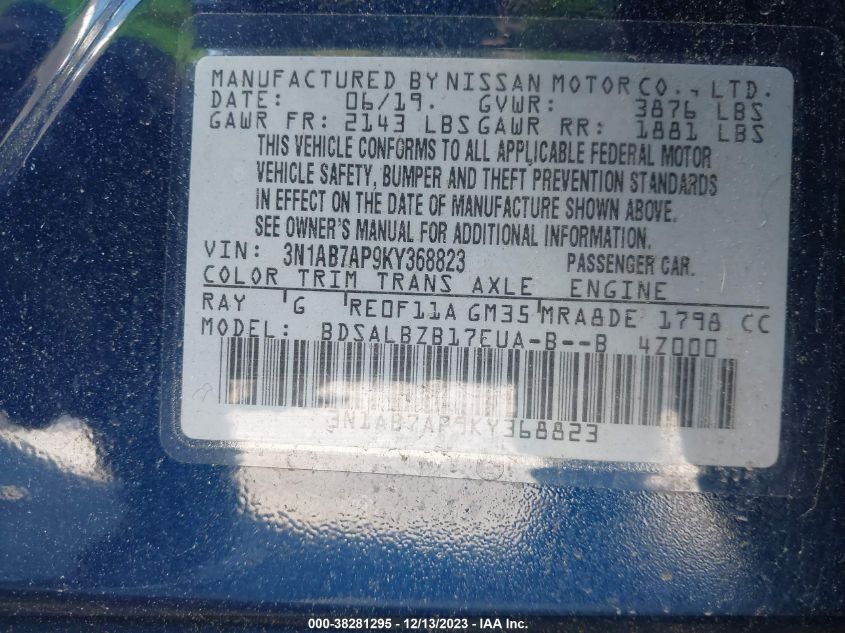 MANUFACTURED BY NISSAN MOTOR CO., LTD.
DATE: 06/19. GVWR: 3876 LBS
GAWR FR: 2143 LBS GAWR RR: 1881 LBS
THIS VEHICLE CONFORMS TO ALL APPLICABLE FEDERAL MOTOR
VEHICLE SAFETY, BUMPER AND THEFT PREVENTION STANDARDS
IN EFFECT ON THE DATE OF MANUFACTURE SHOWN ABOVE.
SEE OWNER'S MANUAL FOR ADDITIONAL INFORMATION.
VIN: 3N1AB7AP9KY368823 PASSENGER CAR.
COLOR TRIM TRANS AXLE ENGINE
RAY G RE0F11A GM35 MRA8DE 1798 CC
MODEL: BDSALBZB17EUA-B--B 4Z000
3N1AB7AP9KY368823
000-38281295 - 12/13/2023 - IAA Inc.